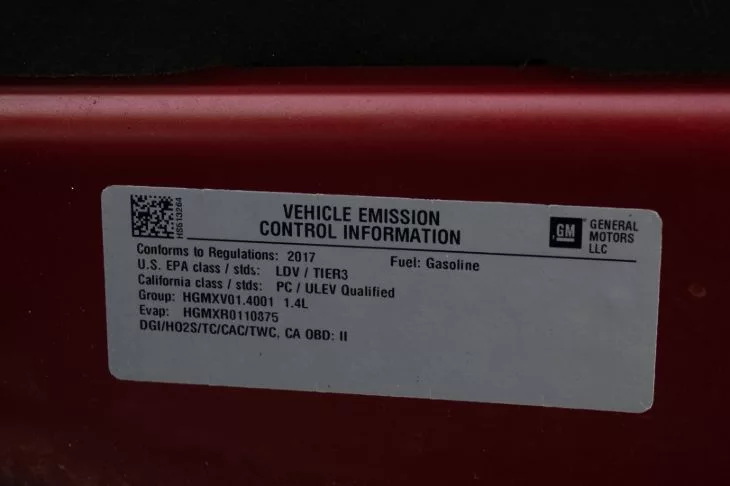 HS513264
VEHICLE EMISSION
CONTROL INFORMATION
GM
GENERAL
MOTORS
LLC
Conforms to Regulations: 2017 Fuel: Gasoline
U.S. EPA class / stds: LDV / TIER3
California class / stds: PC / ULEV Qualified
Group: HGMXV01.4001 1.4L
Evap: HGMXR0110875
DGI/HO2S/TC/CAC/TWC, CA OBD: II